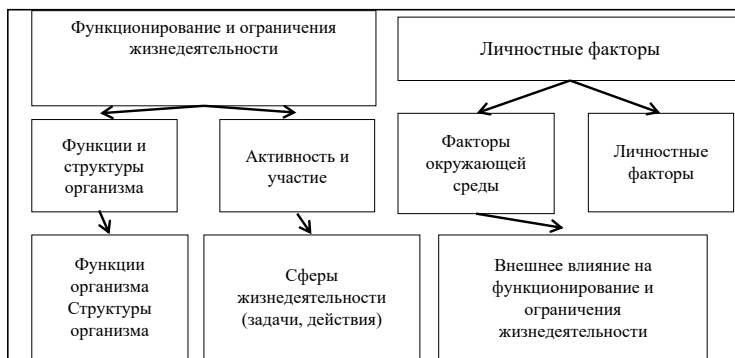 Функционирование и ограничения
жизнедеятельности
Личностные факторы
Функции и
структуры
организма
Активность и
участие
Факторы
окружающей
среды
Личностные
факторы
Функции
организма
Структуры
организма
Сферы
жизнедеятельности
(задачи, действия)
Внешнее влияние на
функционирование и
ограничения
жизнедеятельности